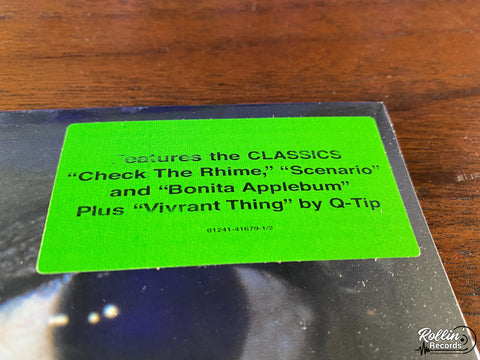 Features the CLASSICS
“Check The Rhime,” “Scenario”
and “Bonita Applebum”
Plus “Vivrant Thing” by Q-Tip
01241-41679-1/2
Rollin
Records